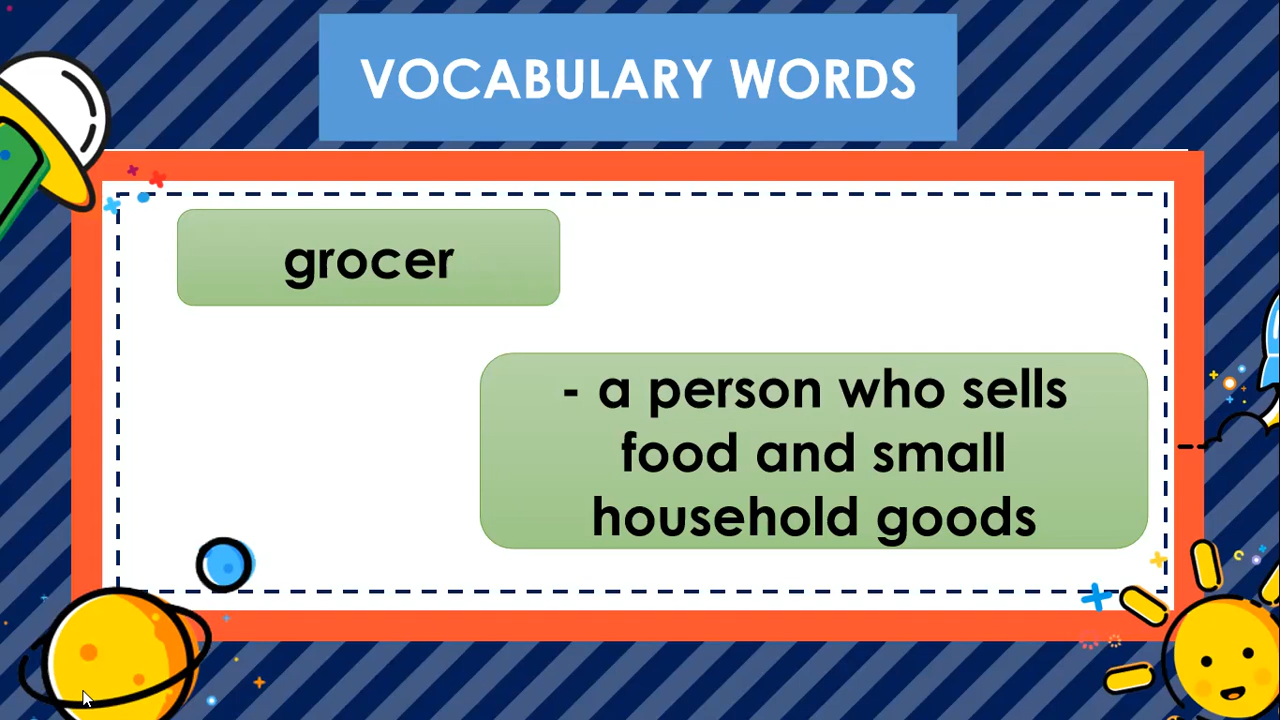 VOCABULARY WORDS
grocer
- a person who sells
food and small
household goods